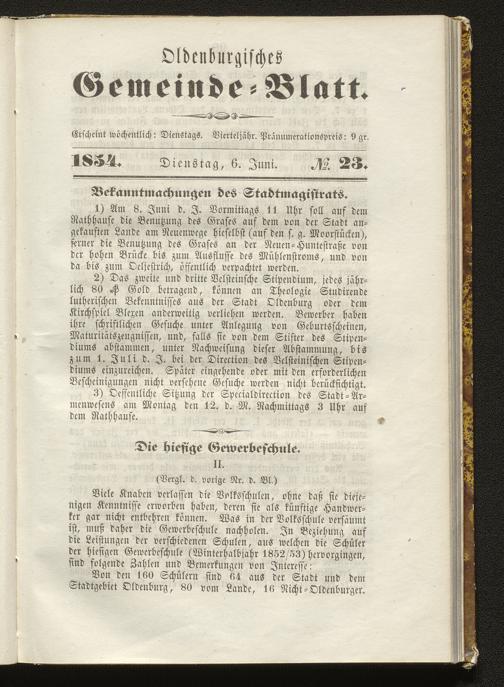 Oldenburgisches
Gemeinde-Blatt.
Erscheint wöchentlich: Dienstags. Vierteljähr. Pränumerationspreis: 9 gr.
1854. Dienstag, 6. Juni. № 23.
Bekanntmachungen des Stadtmagistrats.
1) Am 8. Juni d. J. Vormittags 11 Uhr soll auf dem
Rathhause die Benutzung des Grases auf dem von der Stadt an-
gekauften Lande am Neuenwege hieselbst (auf den s. g. Moorstücken),
ferner die Benutzung des Grases an der Neuen-Huntestraße von
der hohen Brücke bis zum Ausflusse des Mühlenstroms, und von
da bis zum Oeljestrich, öffentlich verpachtet werden.
2) Das zweite und dritte Velsteinsche Stipendium, jedes jähr-
lich 80 ₰ Gold betragend, können an Theologie Studirende
lutherischen Bekenntnisses aus der Stadt Oldenburg oder dem
Kirchspiel Blexen anderweitig verliehen werden. Bewerber haben
ihre schriftlichen Gesuche unter Anlegung von Geburtsscheinen,
Maturitätszeugnissen, und, falls sie von dem Stifter des Stipen-
diums abstammen, unter Nachweisung dieser Abstammung, bis
zum 1. Juli d. J. bei der Direction des Velsteinischen Stipen-
diums einzureichen. Später eingehende oder mit den erforderlichen
Bescheinigungen nicht versehene Gesuche werden nicht berücksichtigt.
3) Oeffentliche Sitzung der Specialdirection des Stadt-Ar-
menwesens am Montag den 12. d. M. Nachmittags 3 Uhr auf
dem Rathhause.
Die hiesige Gewerbeschule.
II.
(Vergl. d. vorige Nr. d. Bl.)
Viele Knaben verlassen die Volksschulen, ohne daß sie dieje-
nigen Kenntnisse erworben haben, deren sie als künftige Handwer-
ker gar nicht entbehren können. Was in der Volksschule versäumt
ist, muß daher die Gewerbeschule nachholen. In Beziehung auf
die Leistungen der verschiedenen Schulen, aus welchen die Schüler
der hiesigen Gewerbeschule (Winterhalbjahr 1852/53) hervorgingen,
sind folgende Zahlen und Bemerkungen von Interesse:
Von den 160 Schülern sind 64 aus der Stadt und dem
Stadtgebiet Oldenburg, 80 vom Lande, 16 Nicht-Oldenburger.